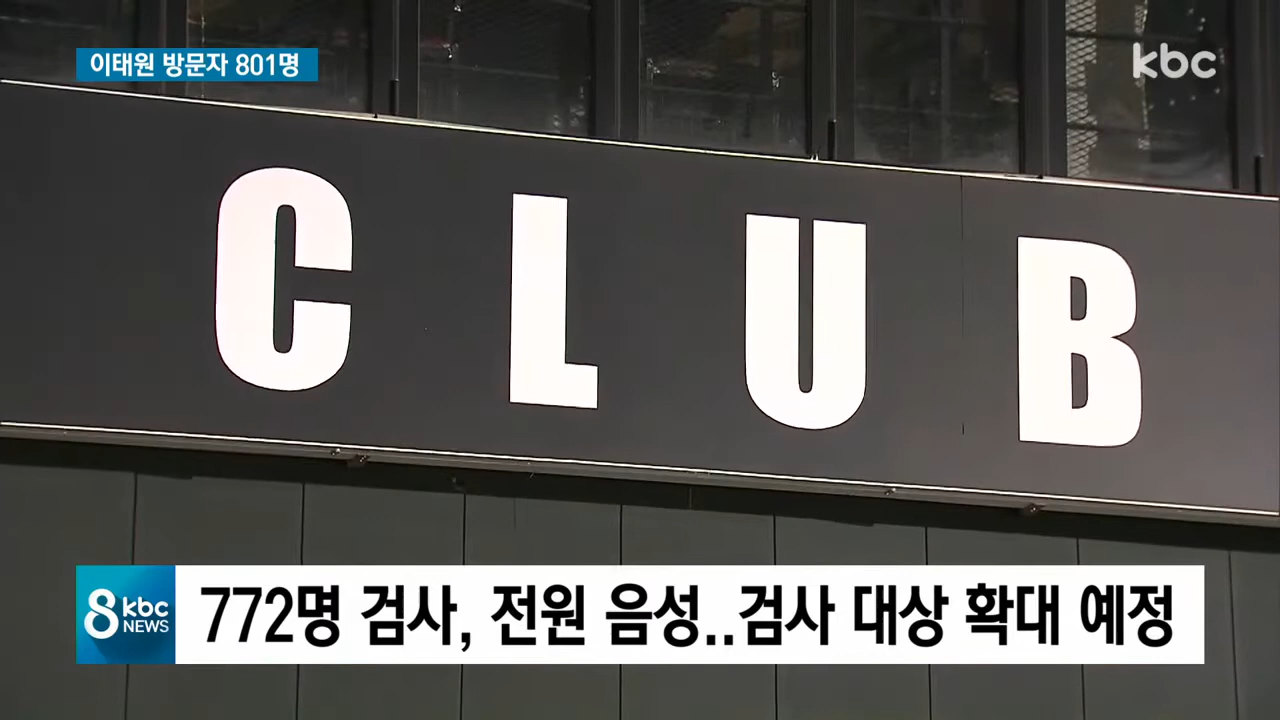 이태원 방문자 801명
kbc
CLUB
8 kbc NEWS
772명 검사, 전원 음성..검사 대상 확대 예정